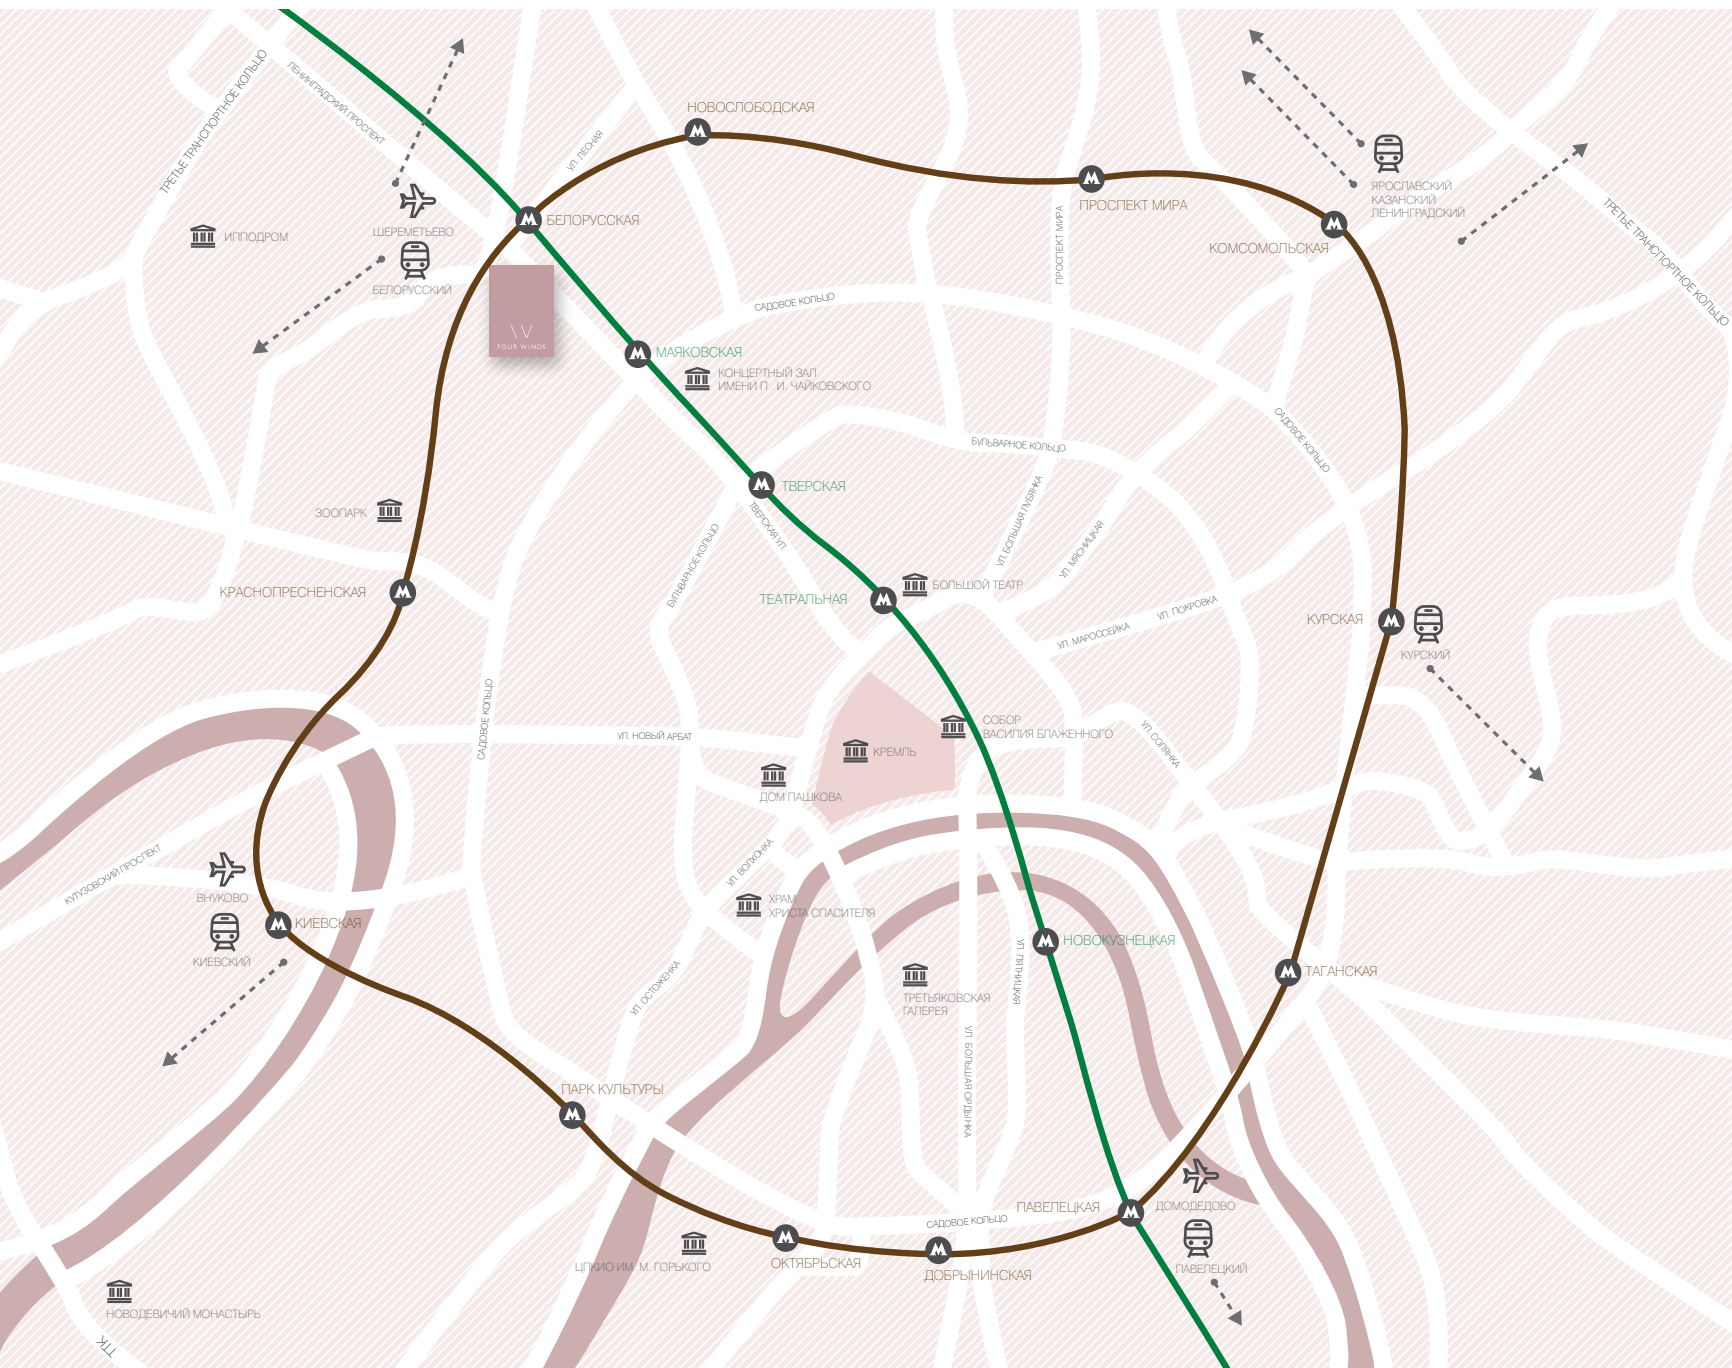 ТРЕТЬЕ ТРАНСПОРТНОЕ КОЛЬЦО
ЛЕНИНГРАДСКИЙ ПРОСПЕКТ
УЛ. ЛЕСНАЯ
НОВОСЛОБОДСКАЯ
ПРОСПЕКТ МИРА
ПРОСПЕКТ МИРА
ЯРОСЛАВСКИЙ
КАЗАНСКИЙ
ЛЕНИНГРАДСКИЙ
КОМСОМОЛЬСКАЯ
ТРЕТЬЕ ТРАНСПОРТНОЕ КОЛЬЦО
ИППОДРОМ
ШЕРЕМЕТЬЕВО
БЕЛОРУССКАЯ
БЕЛОРУССКИЙ
FOUR WINDS
САДОВОЕ КОЛЬЦО
МАЯКОВСКАЯ
КОНЦЕРТНЫЙ ЗАЛ
ИМЕНИ П . И. ЧАЙКОВСКОГО
БУЛЬВАРНОЕ КОЛЬЦО
САДОВОЕ КОЛЬЦО
ТВЕРСКАЯ
ТВЕРСКАЯ УЛ.
ЗООПАРК
БУЛЬВАРНОЕ КОЛЬЦО
УЛ. БОЛЬШАЯ ЛУБЯНКА
УЛ. МЯСНИЦКАЯ
КРАСНОПРЕСНЕНСКАЯ
ТЕАТРАЛЬНАЯ
БОЛЬШОЙ ТЕАТР
УЛ. МАРОССЕЙКА
УЛ. ПОКРОВКА
КУРСКАЯ
КУРСКИЙ
САДОВОЕ КОЛЬЦО
УЛ. НОВЫЙ АРБАТ
КРЕМЛЬ
СОБОР
ВАСИЛИЯ БЛАЖЕННОГО
УЛ. СОЛЯНКА
ДОМ ПАШКОВА
УЛ. ВОЛХОНКА
КУТУЗОВСКИЙ ПРОСПЕКТ
ВНУКОВО
КИЕВСКАЯ
КИЕВСКИЙ
ХРАМ
ХРИСТА СПАСИТЕЛЯ
УЛ. ОСТОЖЕНКА
ТРЕТЬЯКОВСКАЯ
ГАЛЕРЕЯ
УЛ. ПЯТНИЦКАЯ
НОВОКУЗНЕЦКАЯ
ТАГАНСКАЯ
УЛ. БОЛЬШАЯ ОРДЫНКА
ПАРК КУЛЬТУРЫ
ПАВЕЛЕЦКАЯ
ДОМОДЕДОВО
САДОВОЕ КОЛЬЦО
ПАВЕЛЕЦКИЙ
ЦПКИО ИМ. М. ГОРЬКОГО
ОКТЯБРЬСКАЯ
ДОБРЫНИНСКАЯ
НОВОДЕВИЧИЙ МОНАСТЫРЬ
ТТК